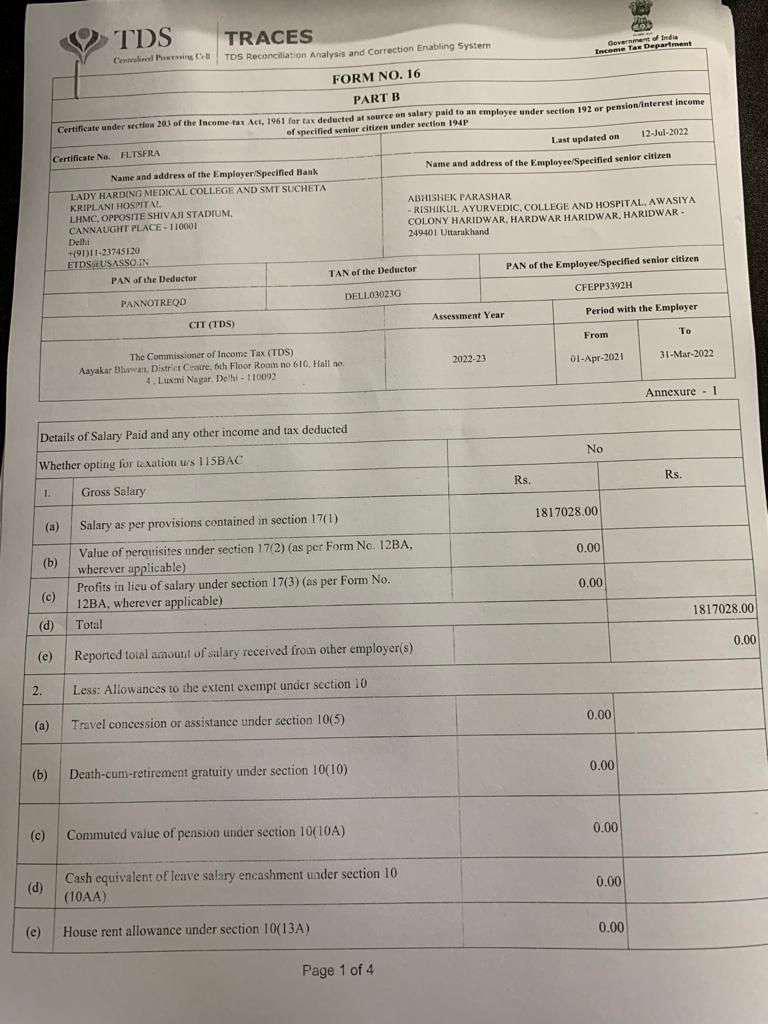 TDS
Centralized Processing Cell
TRACES
TDS Reconciliation Analysis and Correction Enabling System
Government of India
Income Tax Department
FORM NO. 16
PART B
Certificate under section 203 of the Income-tax Act, 1961 for tax deducted at source on salary paid to an employee under section 192 or pension/interest income
of specified senior citizen under section 194P
Certificate No. FLTSFRA
Last updated on 12-Jul-2022
Name and address of the Employer/Specified Bank
Name and address of the Employee/Specified senior citizen
LADY HARDING MEDICAL COLLEGE AND SMT SUCHETA
KRIPLANI HOSPITAL
LHMC, OPPOSITE SHIVAJI STADIUM,
CANNAUGHT PLACE - 110001
Delhi
+(91)11-23745120
ETDS@USASSO.IN
ABHISHEK PARASHAR
- RISHIKUL AYURVEDIC, COLLEGE AND HOSPITAL, AWASIYA
COLONY HARIDWAR, HARDWAR HARIDWAR, HARIDWAR -
249401 Uttarakhand
PAN of the Deductor
TAN of the Deductor
PAN of the Employee/Specified senior citizen
PANNOTREQD
DELL03023G
CFEPP3392H
CIT (TDS)
Assessment Year
Period with the Employer
From
To
The Commissioner of Income Tax (TDS)
Aayakar Bhawan, District Centre, 6th Floor Room no 610, Hall no.
4 , Luxmi Nagar, Delhi - 110092
2022-23
01-Apr-2021
31-Mar-2022
Annexure - I
Details of Salary Paid and any other income and tax deducted
Whether opting for taxation u/s 115BAC
No
1. Gross Salary
Rs.
Rs.
(a) Salary as per provisions contained in section 17(1) 1817028.00
(b) Value of perquisites under section 17(2) (as per Form No. 12BA,
wherever applicable) 0.00
(c) Profits in lieu of salary under section 17(3) (as per Form No.
12BA, wherever applicable) 0.00
(d) Total 1817028.00
(e) Reported total amount of salary received from other employer(s) 0.00
2. Less: Allowances to the extent exempt under section 10
(a) Travel concession or assistance under section 10(5) 0.00
(b) Death-cum-retirement gratuity under section 10(10) 0.00
(c) Commuted value of pension under section 10(10A) 0.00
(d) Cash equivalent of leave salary encashment under section 10
(10AA) 0.00
(e) House rent allowance under section 10(13A) 0.00
Page 1 of 4